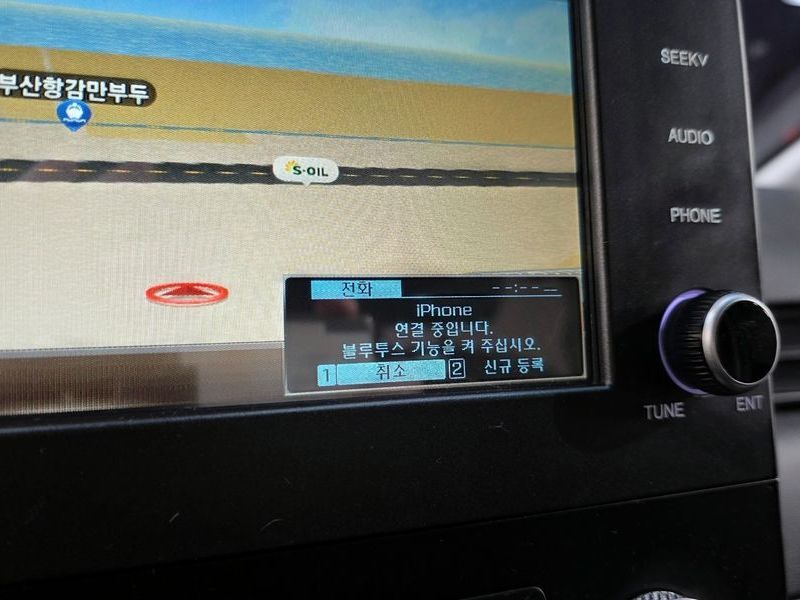 SEEK∨
부산항감만부두
AUDIO
S-OIL
PHONE
전화
--:-- --
iPhone
연결 중입니다.
블루투스 기능을 켜 주십시오.
1 취소 2 신규 등록
TUNE
ENT